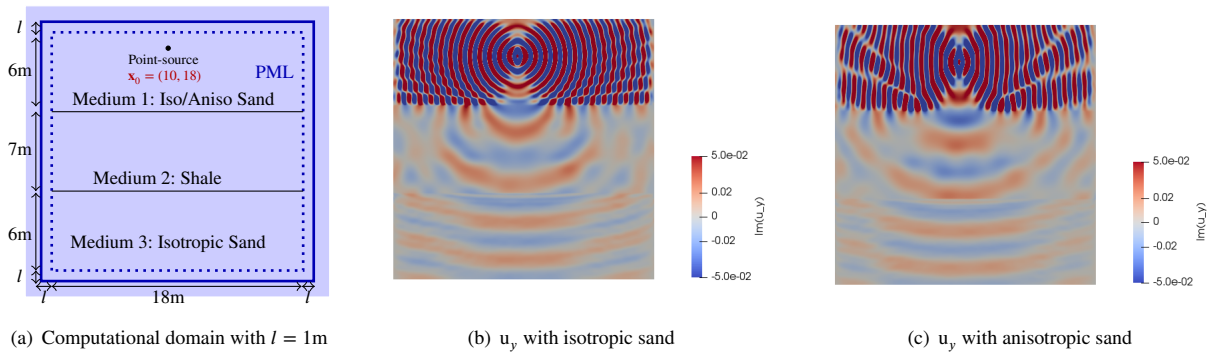 l
6m
Point-source
x₀ = (10, 18)
PML
Medium 1: Iso/Aniso Sand
7m
Medium 2: Shale
6m
Medium 3: Isotropic Sand
l
l
18m
l
(a) Computational domain with l = 1m
5.0e-02
0.02
0
-0.02
-5.0e-02
Im(u_y)
(b) uᵧ with isotropic sand
5.0e-02
0.02
0
-0.02
-5.0e-02
Im(u_y)
(c) uᵧ with anisotropic sand